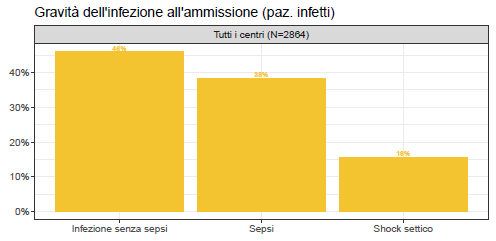 Gravità dell'infezione all'ammissione (paz. infetti)
Tutti i centri (N=2864)
46%
38%
16%
40%
30%
20%
10%
0%
Infezione senza sepsi Sepsi Shock settico